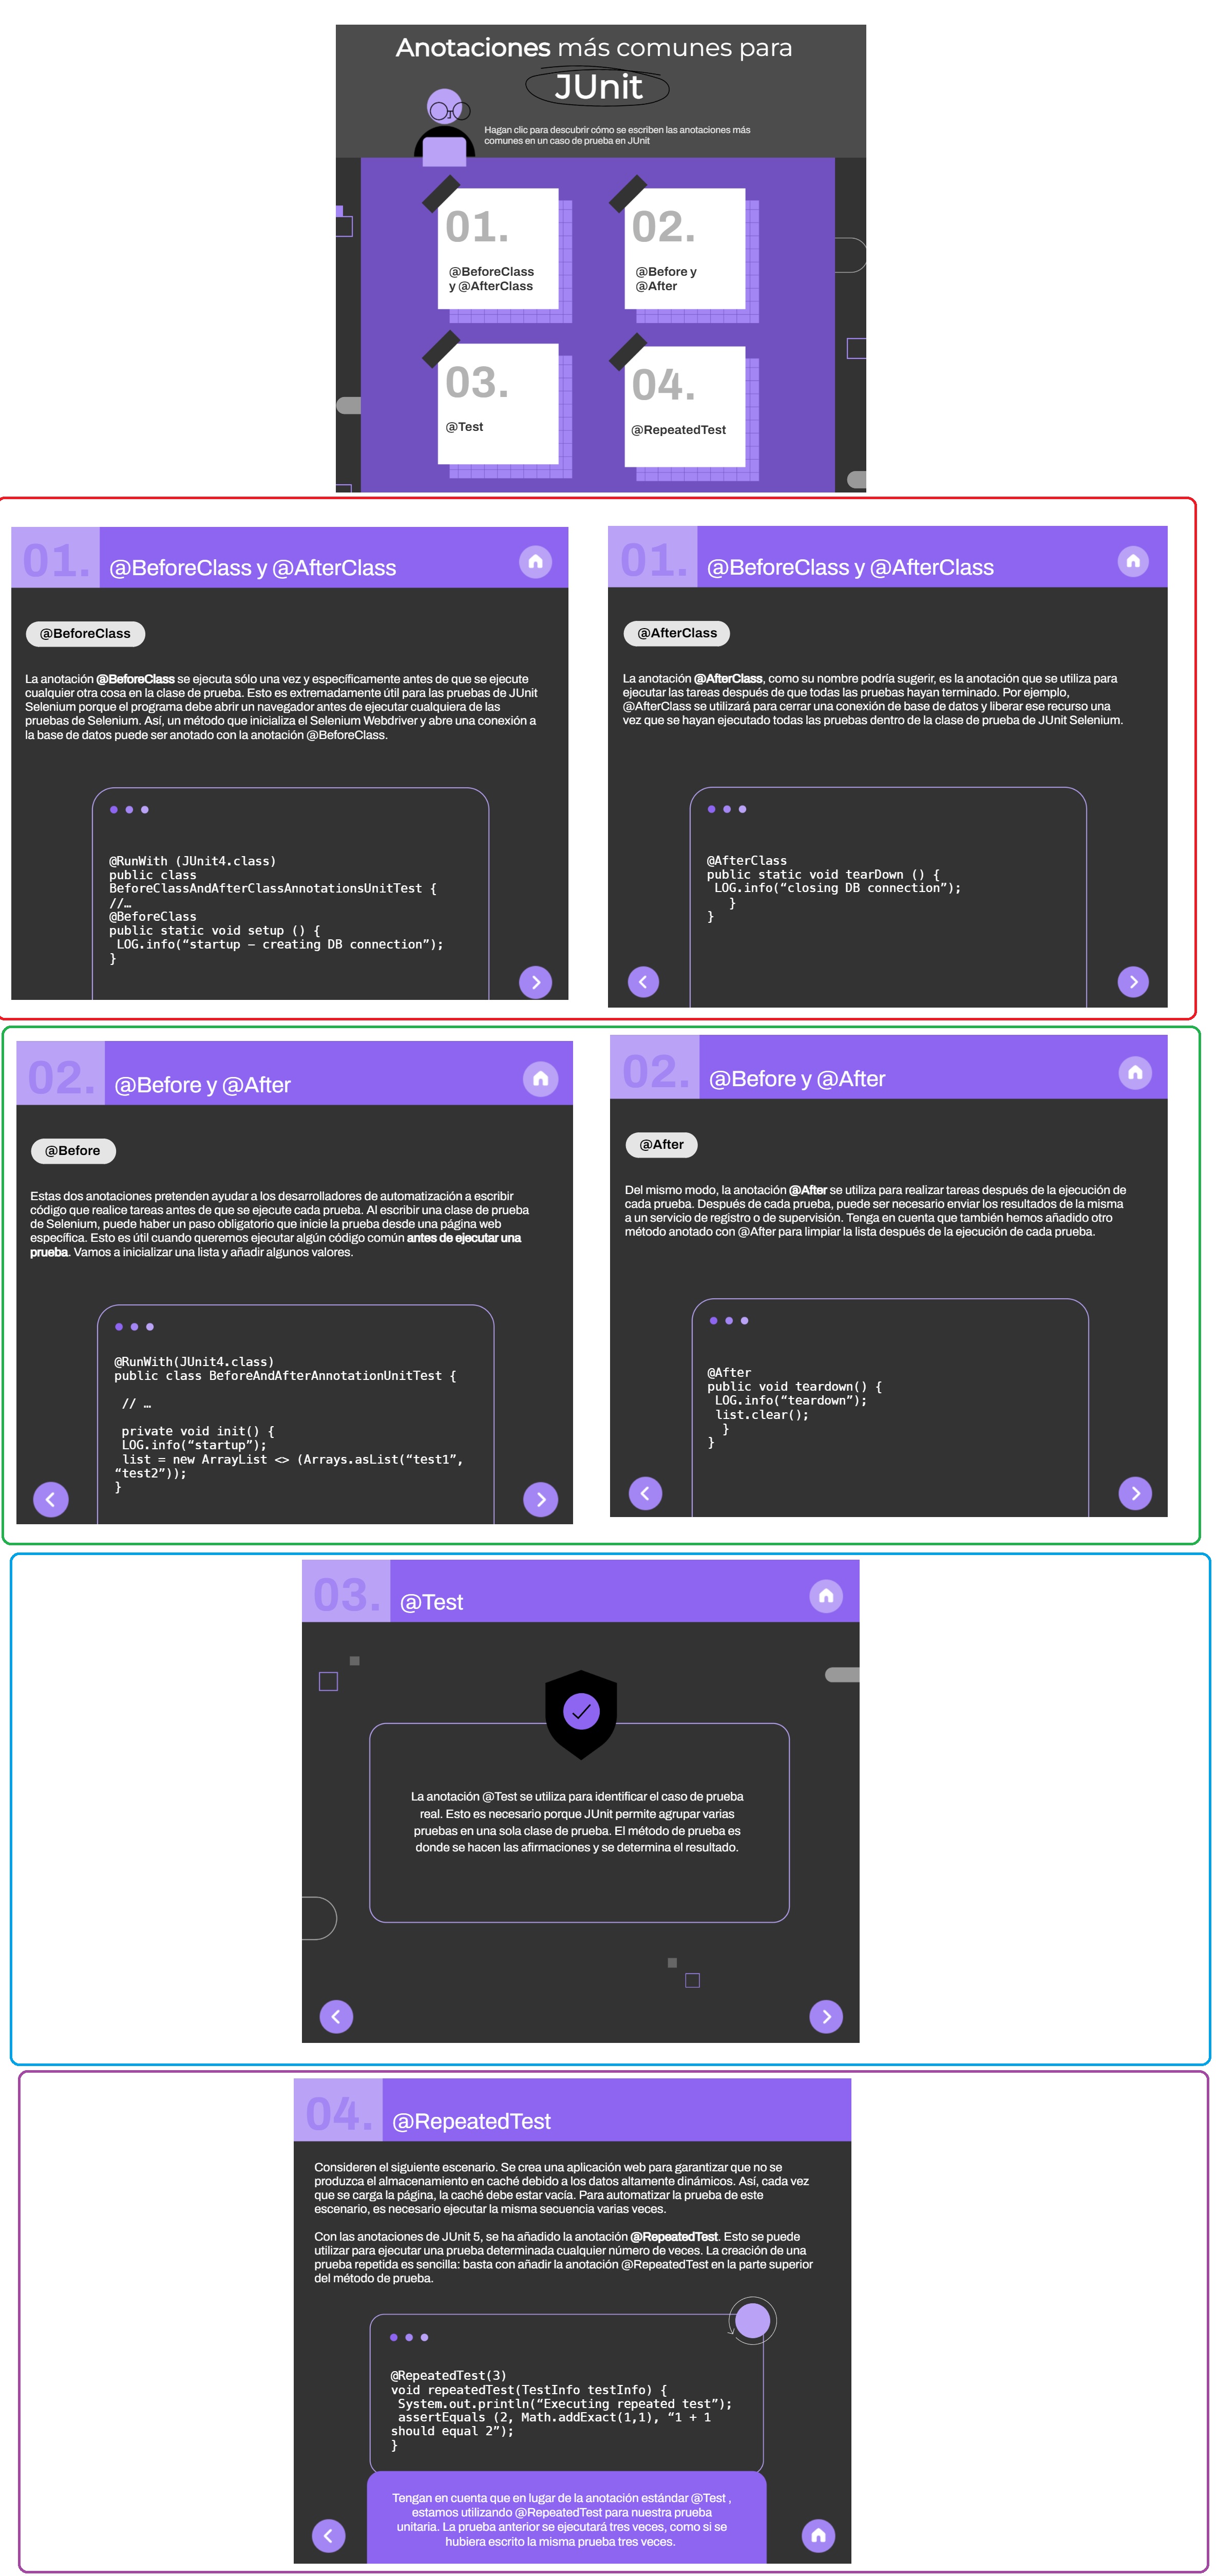 Anotaciones más comunes para
JUnit
Hagan clic para descubrir cómo se escriben las anotaciones más
comunes en un caso de prueba en JUnit
01.
@BeforeClass
y @AfterClass
02.
@Before y
@After
03.
@Test
04.
@RepeatedTest
01.
@BeforeClass y @AfterClass
@BeforeClass
La anotación @BeforeClass se ejecuta sólo una vez y específicamente antes de que se ejecute
cualquier otra cosa en la clase de prueba. Esto es extremadamente útil para las pruebas de JUnit
Selenium porque el programa debe abrir un navegador antes de ejecutar cualquiera de las
pruebas de Selenium. Así, un método que inicializa el Selenium Webdriver y abre una conexión a
la base de datos puede ser anotado con la anotación @BeforeClass.
@RunWith (JUnit4.class)
public class
BeforeClassAndAfterClassAnnotationsUnitTest {
//…
@BeforeClass
public static void setup () {
LOG.info(“startup – creating DB connection”);
}
01.
@BeforeClass y @AfterClass
@AfterClass
La anotación @AfterClass, como su nombre podría sugerir, es la anotación que se utiliza para
ejecutar las tareas después de que todas las pruebas hayan terminado. Por ejemplo,
@AfterClass se utilizará para cerrar una conexión de base de datos y liberar ese recurso una
vez que se hayan ejecutado todas las pruebas dentro de la clase de prueba de JUnit Selenium.
@AfterClass
public static void tearDown () {
LOG.info(“closing DB connection”);
}
}
02.
@Before y @After
@Before
Estas dos anotaciones pretenden ayudar a los desarrolladores de automatización a escribir
código que realice tareas antes de que se ejecute cada prueba. Al escribir una clase de prueba
de Selenium, puede haber un paso obligatorio que inicie la prueba desde una página web
específica. Esto es útil cuando queremos ejecutar algún código común antes de ejecutar una
prueba. Vamos a inicializar una lista y añadir algunos valores.
@RunWith(JUnit4.class)
public class BeforeAndAfterAnnotationUnitTest {
// …
private void init() {
LOG.info(“startup”);
list = new ArrayList <> (Arrays.asList(“test1”,
“test2”));
}
02.
@Before y @After
@After
Del mismo modo, la anotación @After se utiliza para realizar tareas después de la ejecución de
cada prueba. Después de cada prueba, puede ser necesario enviar los resultados de la misma
a un servicio de registro o de supervisión. Tenga en cuenta que también hemos añadido otro
método anotado con @After para limpiar la lista después de la ejecución de cada prueba.
@After
public void teardown() {
LOG.info(“teardown”);
list.clear();
}
}
03.
@Test
La anotación @Test se utiliza para identificar el caso de prueba
real. Esto es necesario porque JUnit permite agrupar varias
pruebas en una sola clase de prueba. El método de prueba es
donde se hacen las afirmaciones y se determina el resultado.
04.
@RepeatedTest
Consideren el siguiente escenario. Se crea una aplicación web para garantizar que no se
produzca el almacenamiento en caché debido a los datos altamente dinámicos. Así, cada vez
que se carga la página, la caché debe estar vacía. Para automatizar la prueba de este
escenario, es necesario ejecutar la misma secuencia varias veces.
Con las anotaciones de JUnit 5, se ha añadido la anotación @RepeatedTest. Esto se puede
utilizar para ejecutar una prueba determinada cualquier número de veces. La creación de una
prueba repetida es sencilla: basta con añadir la anotación @RepeatedTest en la parte superior
del método de prueba.
@RepeatedTest(3)
void repeatedTest(TestInfo testInfo) {
System.out.println(“Executing repeated test”);
assertEquals (2, Math.addExact(1,1), “1 + 1
should equal 2”);
}
Tengan en cuenta que en lugar de la anotación estándar @Test ,
estamos utilizando @RepeatedTest para nuestra prueba
unitaria. La prueba anterior se ejecutará tres veces, como si se
hubiera escrito la misma prueba tres veces.